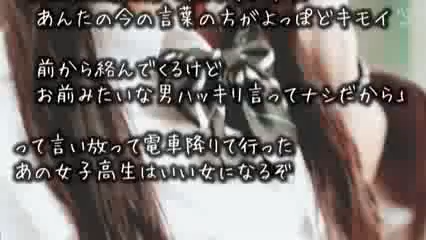 あんたの今の言葉の方がよっぽどキモイ
前から絡んでくるけど
お前みたいな男ハッキリ言ってナシだから」
って言い放って電車降りて行った
あの女子高生はいい女になるぞ